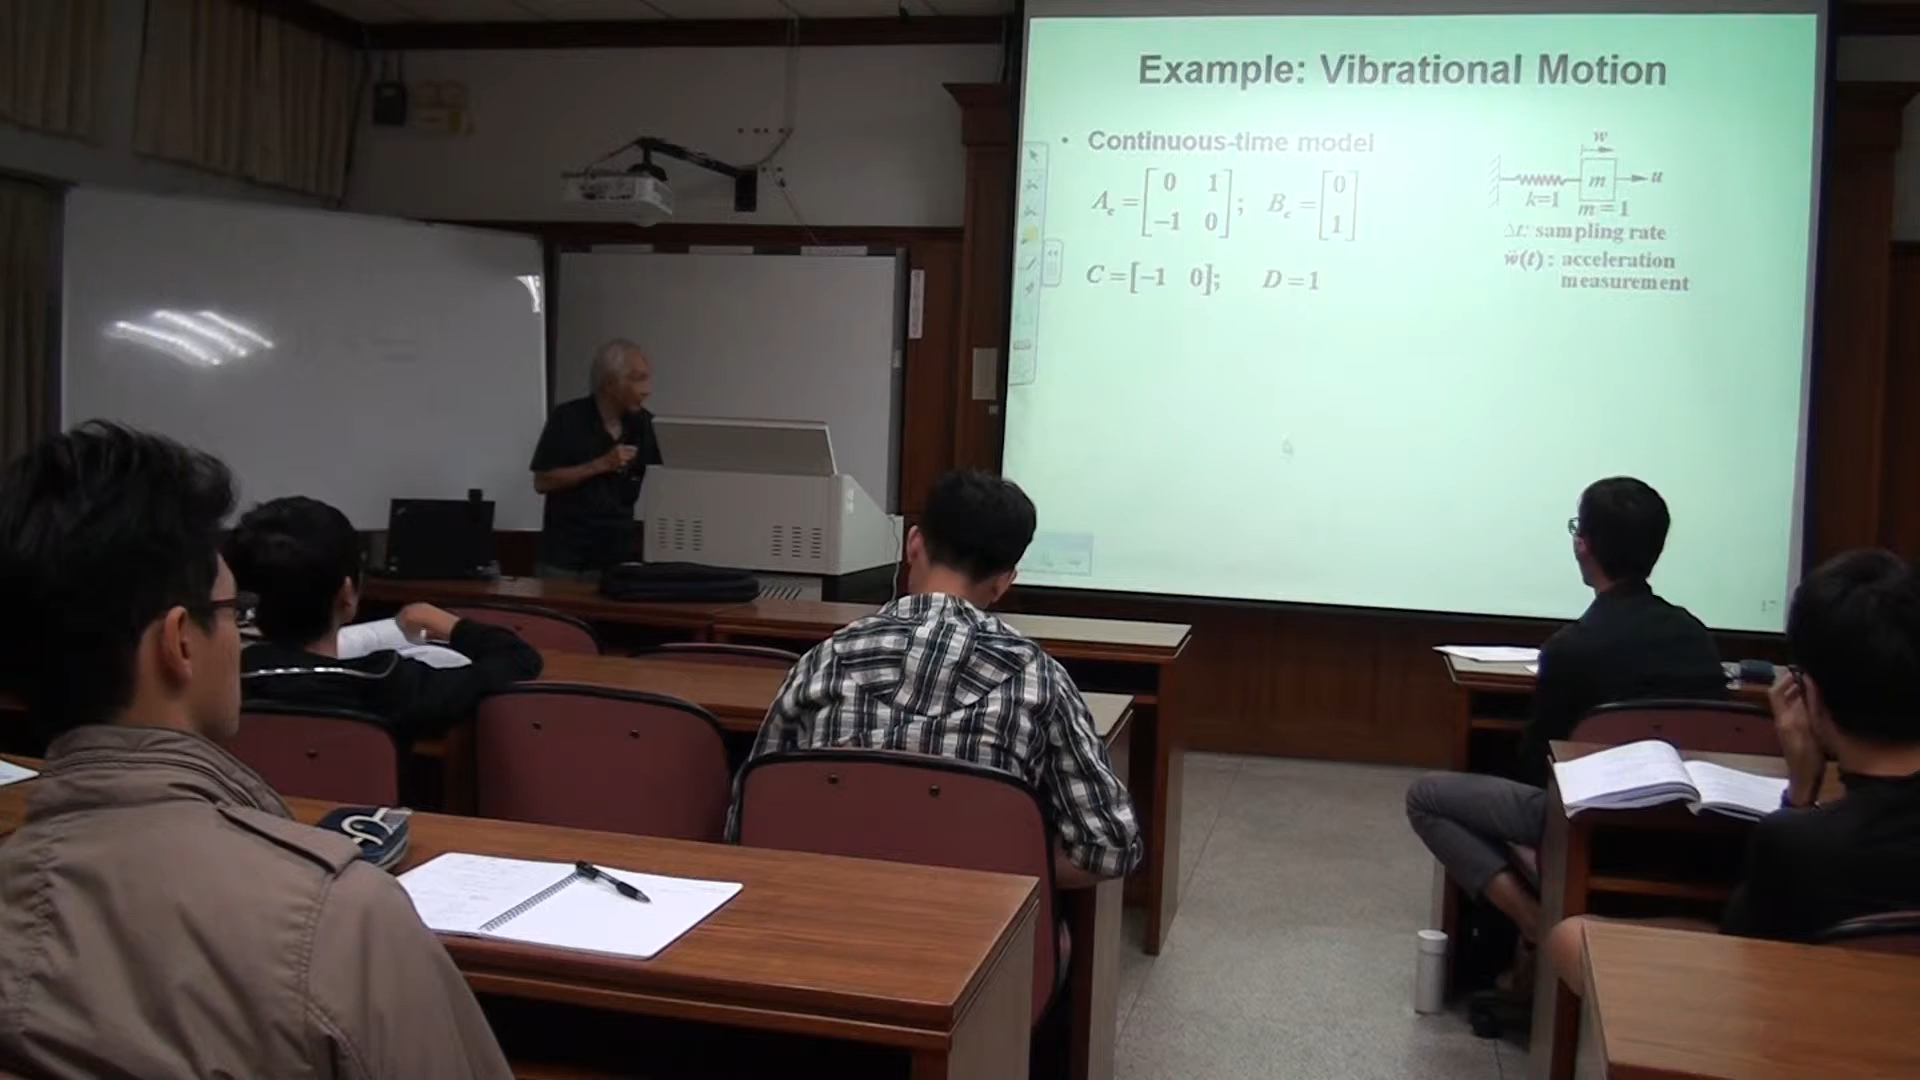 Example: Vibrational Motion
• Continuous-time model
A_c = [0 1; -1 0]; B_c = [0; 1]
C = [-1 0]; D = 1
w
m
u
k=1
m=1
Δt: sampling rate
ẅ(t): acceleration
measurement
17